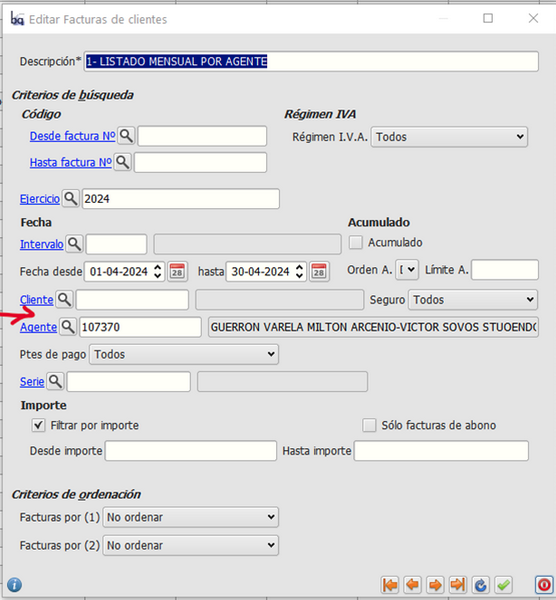 Editar Facturas de clientes
Descripción* 1- LISTADO MENSUAL POR AGENTE
Criterios de búsqueda
Código
Régimen IVA
Desde factura Nº
Régimen I.V.A. Todos
Hasta factura Nº
Ejercicio 2024
Fecha
Acumulado
Intervalo
Acumulado
Fecha desde 01-04-2024 28 hasta 30-04-2024 28
Orden A. Límite A.
Cliente
Seguro Todos
Agente 107370 GUERRON VARELA MILTON ARCENIO-VICTOR SOVOS STUOEND
Ptes de pago Todos
Serie
Importe
Filtrar por importe
Sólo facturas de abono
Desde importe
Hasta importe
Criterios de ordenación
Facturas por (1) No ordenar
Facturas por (2) No ordenar